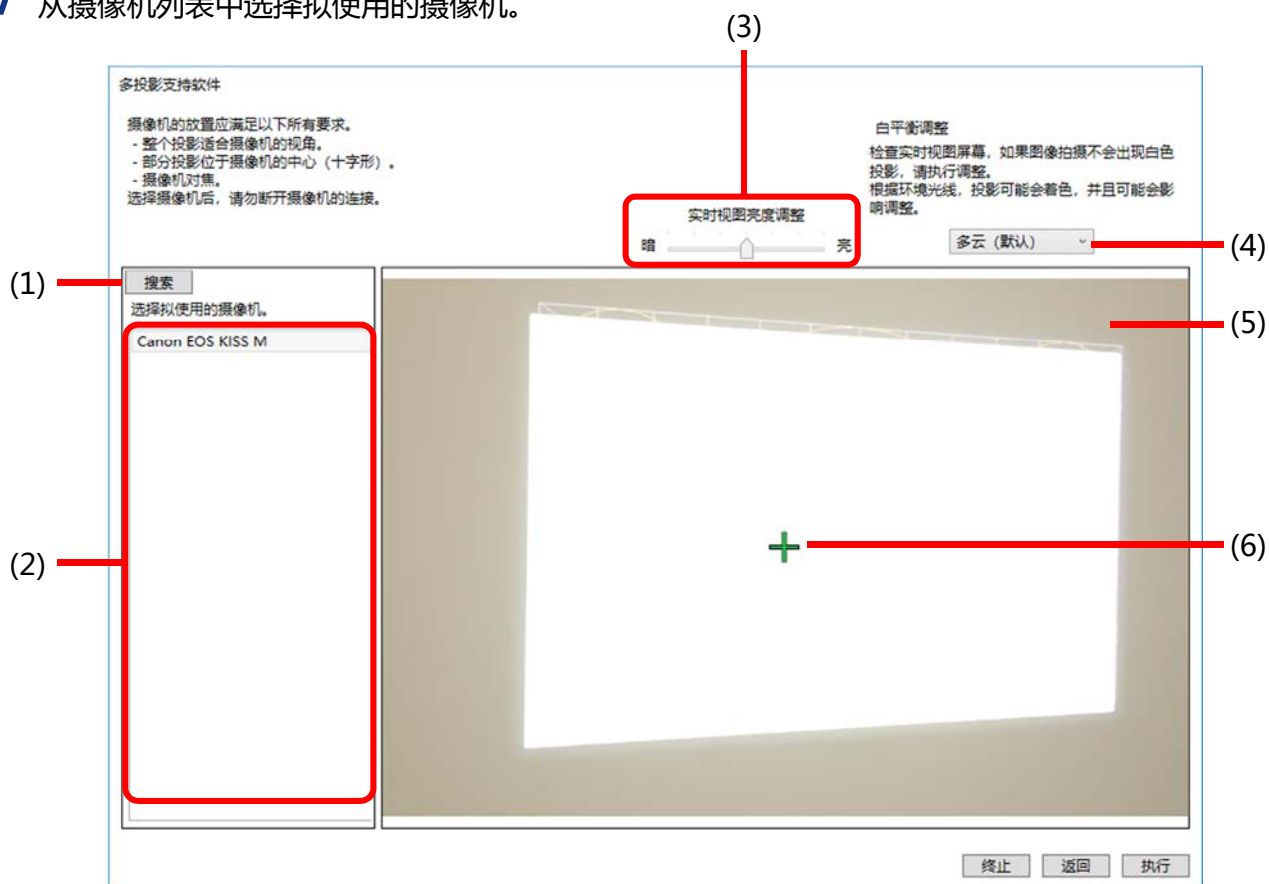 从摄像机列表中选择拟使用的摄像机。
(3)
多投影支持软件
摄像机的放置应满足以下所有要求。
- 整个投影适合摄像机的视角。
- 部分投影位于摄像机的中心（十字形）.
- 摄像机对焦。
选择摄像机后，请勿断开摄像机的连接。
白平衡调整
检查实时视图屏幕，如果图像拍摄不会出现白色
投影，请执行调整。
根据环境光线，投影可能会着色，并且可能会影
响调整。
实时视图亮度调整
暗 亮
多云（默认）
(4)
(1)
搜索
选择拟使用的摄像机。
(5)
Canon EOS KISS M
(2)
(6)
终止 返回 执行